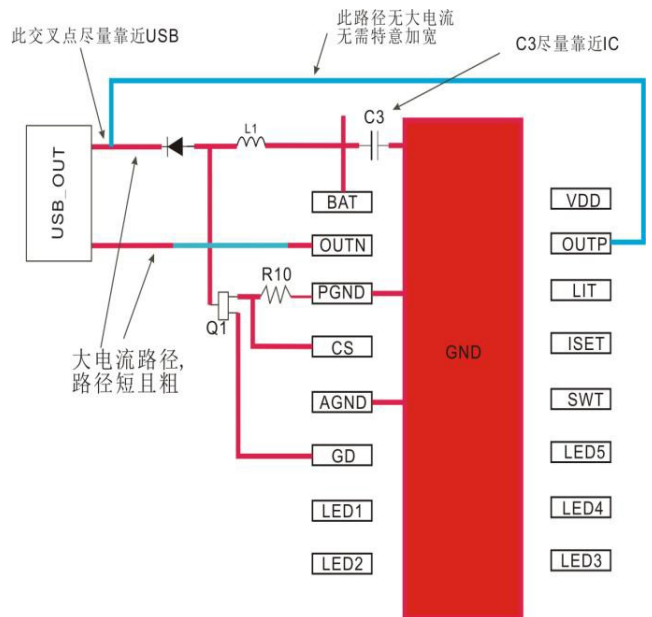 此路径无大电流
无需特意加宽
此交叉点尽量靠近USB
C3尽量靠近IC
L1
C3
USB_OUT
BAT
VDD
OUTN
OUTP
R10
PGND
LIT
Q1
CS
GND
ISET
大电流路径,
路径短且粗
AGND
SWT
GD
LED5
LED1
LED4
LED2
LED3